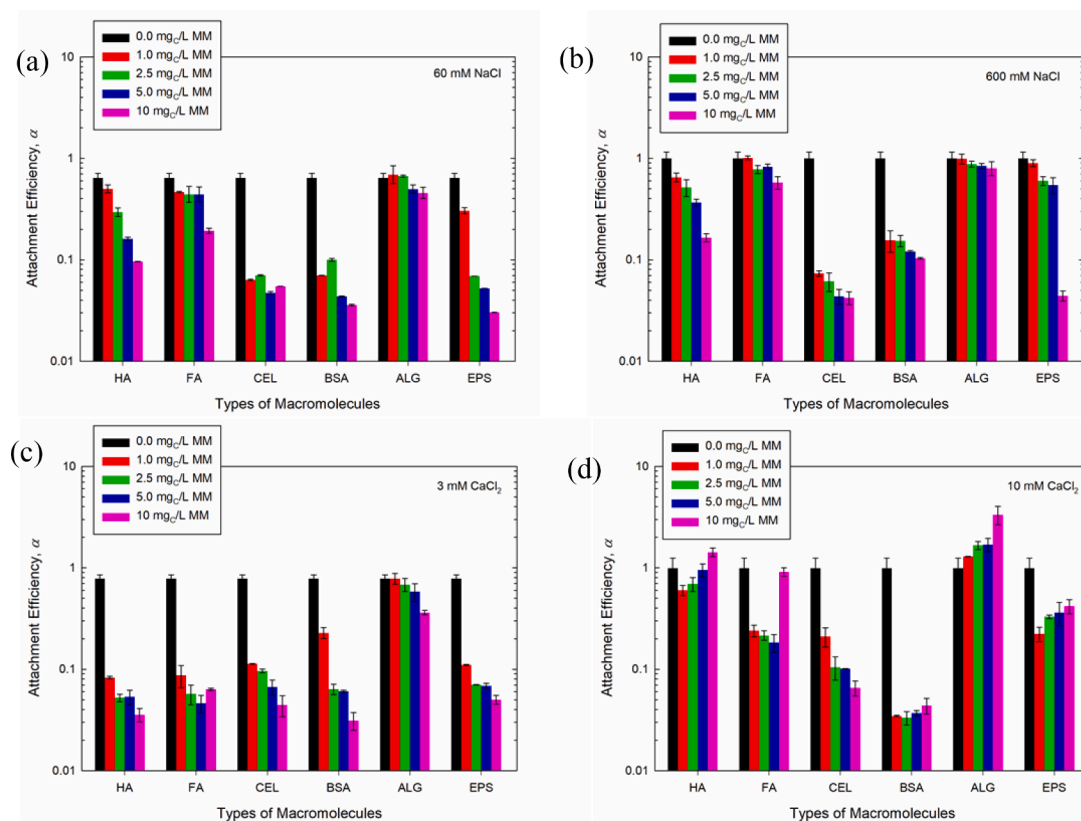 (a)
0.0 mgC/L MM
1.0 mgC/L MM
2.5 mgC/L MM
5.0 mgC/L MM
10 mgC/L MM
60 mM NaCl
10
1
0.1
0.01
Attachment Efficiency, α
HA FA CEL BSA ALG EPS
Types of Macromolecules
(b)
0.0 mgC/L MM
1.0 mgC/L MM
2.5 mgC/L MM
5.0 mgC/L MM
10 mgC/L MM
600 mM NaCl
10
1
0.1
0.01
Attachment Efficiency, α
HA FA CEL BSA ALG EPS
Types of Macromolecules
(c)
0.0 mgC/L MM
1.0 mgC/L MM
2.5 mgC/L MM
5.0 mgC/L MM
10 mgC/L MM
3 mM CaCl2
10
1
0.1
0.01
Attachment Efficiency, α
HA FA CEL BSA ALG EPS
Types of Macromolecules
(d)
0.0 mgC/L MM
1.0 mgC/L MM
2.5 mgC/L MM
5.0 mgC/L MM
10 mgC/L MM
10 mM CaCl2
10
1
0.1
0.01
Attachment Efficiency, α
HA FA CEL BSA ALG EPS
Types of Macromolecules